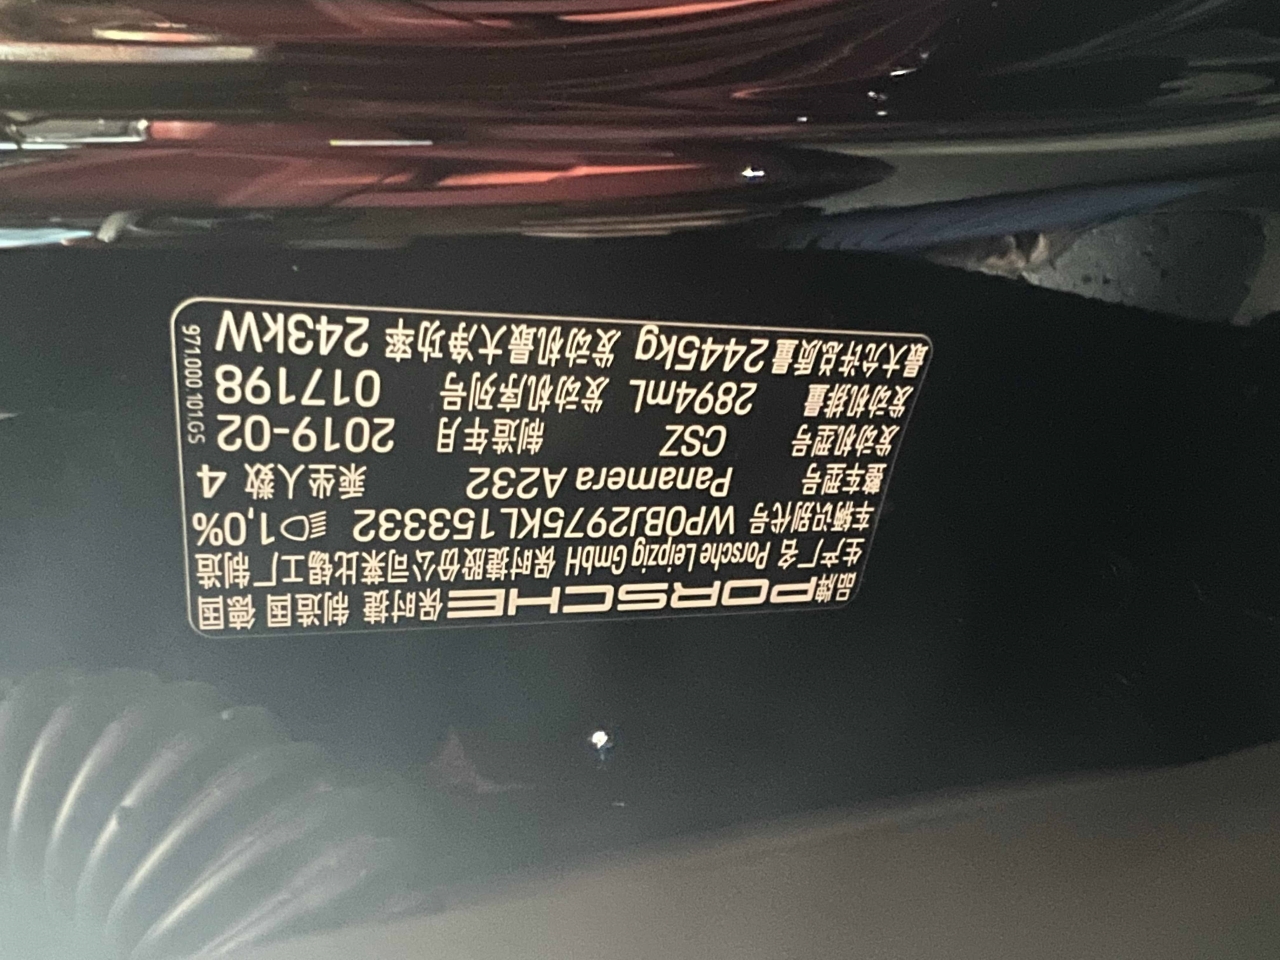 品牌 PORSCHE 保时捷 制造国 德国
生产厂名 Porsche Leipzig GmbH 保时捷股份公司莱比锡工厂制造
车辆识别代号 WP0BJ2975KL153332 1,0%
整车型号 Panamera A232 乘坐人数 4
发动机型号 CSZ 制造年月 2019-02
发动机排量 2894mL 发动机序列号 017198
最大允许总质量 2445kg 发动机最大净功率 243kW
971.000.101.G5